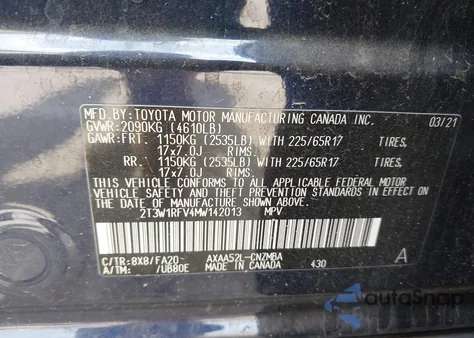 MFD.BY:TOYOTA MOTOR MANUFACTURING CANADA INC. 03/21
GVWR:2090KG (4610LB)
GAWR:FRT. 1150KG (2535LB) WITH 225/65R17 TIRES,
17x7.0J RIMS,
RR. 1150KG (2535LB) WITH 225/65R17 TIRES,
17x7.0J RIMS,
THIS VEHICLE CONFORMS TO ALL APPLICABLE FEDERAL MOTOR
VEHICLE SAFETY AND THEFT PREVENTION STANDARDS IN EFFECT ON
THE DATE OF MANUFACTURE SHOWN ABOVE.
2T3W1RFV4MW142013 MPV
C/TR:8X8/FA20- AXAA52L-CNZMBA A
A/TM: /UB80E MADE IN CANADA 430
AutoSnap